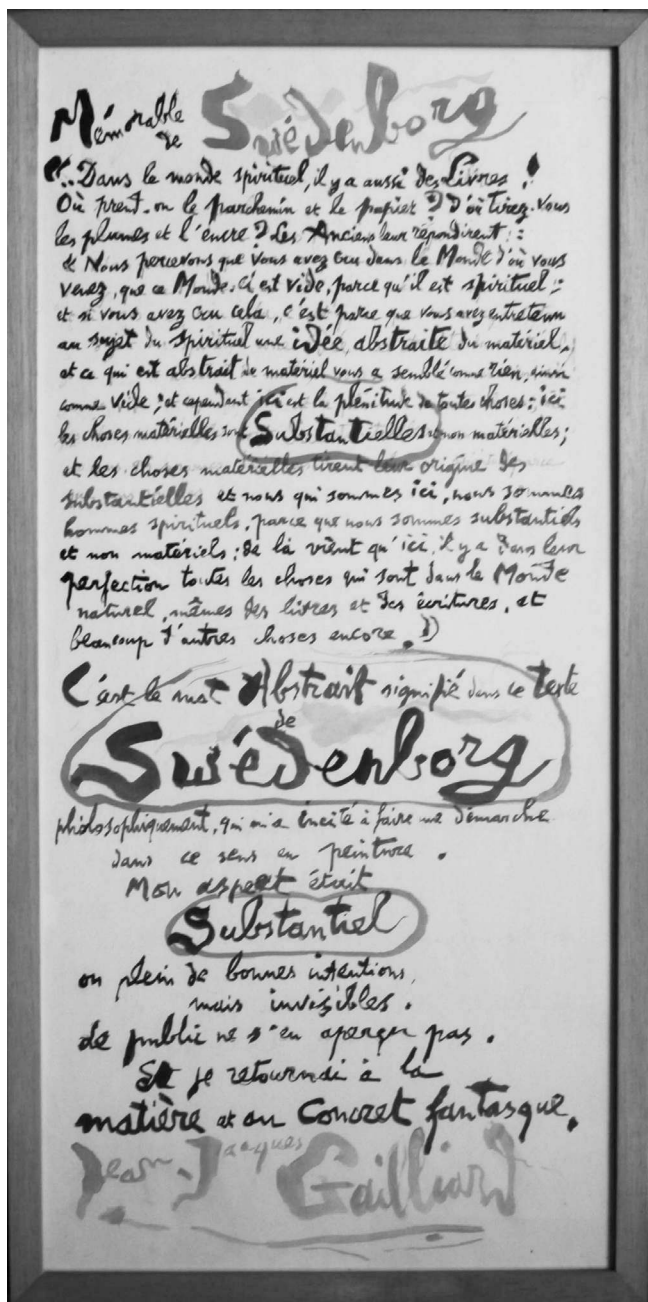 Mémorable de Swédenborg
"... Dans le monde spirituel, il y a aussi des Livres !
Où prend-on le parchemin et le papier ? D'où tirez-vous
les plumes et l'encre ? Les Anciens leur répondirent :
« Nous percevons que vous avez cru dans le Monde d'où vous
venez, que ce Monde-ci est vide, parce qu'il est spirituel ;
et si vous avez cru cela, c'est parce que vous avez entretenu
au sujet du spirituel une idée abstraite du matériel,
et ce qui est abstrait de matériel vous a semblé comme rien, ainsi
comme vide ; et cependant ici est la plénitude de toutes choses : ici
les choses matérielles sont Substantielles et non matérielles ;
et les choses matérielles tirent leur origine des
substantielles et nous qui sommes ici, nous sommes
hommes spirituels, parce que nous sommes substantiels
et non matériels ; de là vient qu'ici, il y a dans leur
perfection toutes les choses qui sont dans le Monde
naturel, mêmes des livres et des écritures, et
beaucoup d'autres choses encore. »
C'est le mot Abstrait signifié dans ce texte
de
Swédenborg
philosophiquement, qui m'a incité à faire une démarche
dans ce sens en peinture.
Mon aspect était
Substantiel
ou plein de bonnes intentions,
mais invisibles.
de public ne s'en aperçer pas.
Et je retournai à la
matière et au Concret fantasque.
Jean-Jacques Gailliard